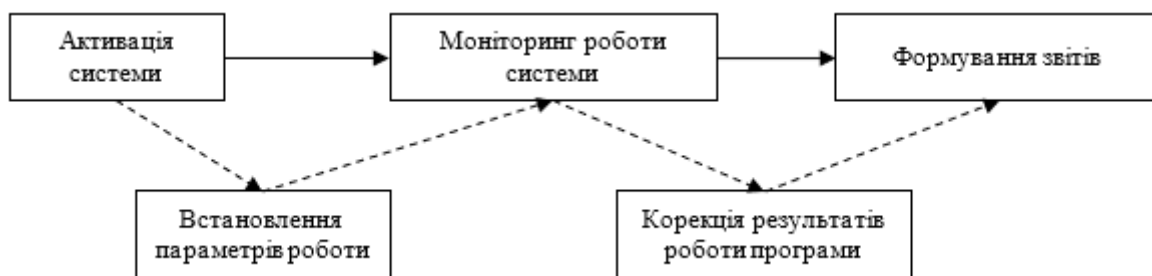 Активація
системи
Моніторинг роботи
системи
Формування звітів
Встановлення
параметрів роботи
Корекція результатів
роботи програми